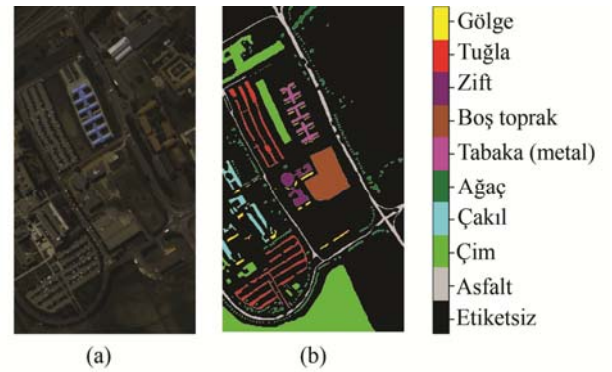 Gölge
Tuğla
Zift
Boş toprak
Tabaka (metal)
Ağaç
Çakıl
Çim
Asfalt
Etiketsiz
(a)
(b)